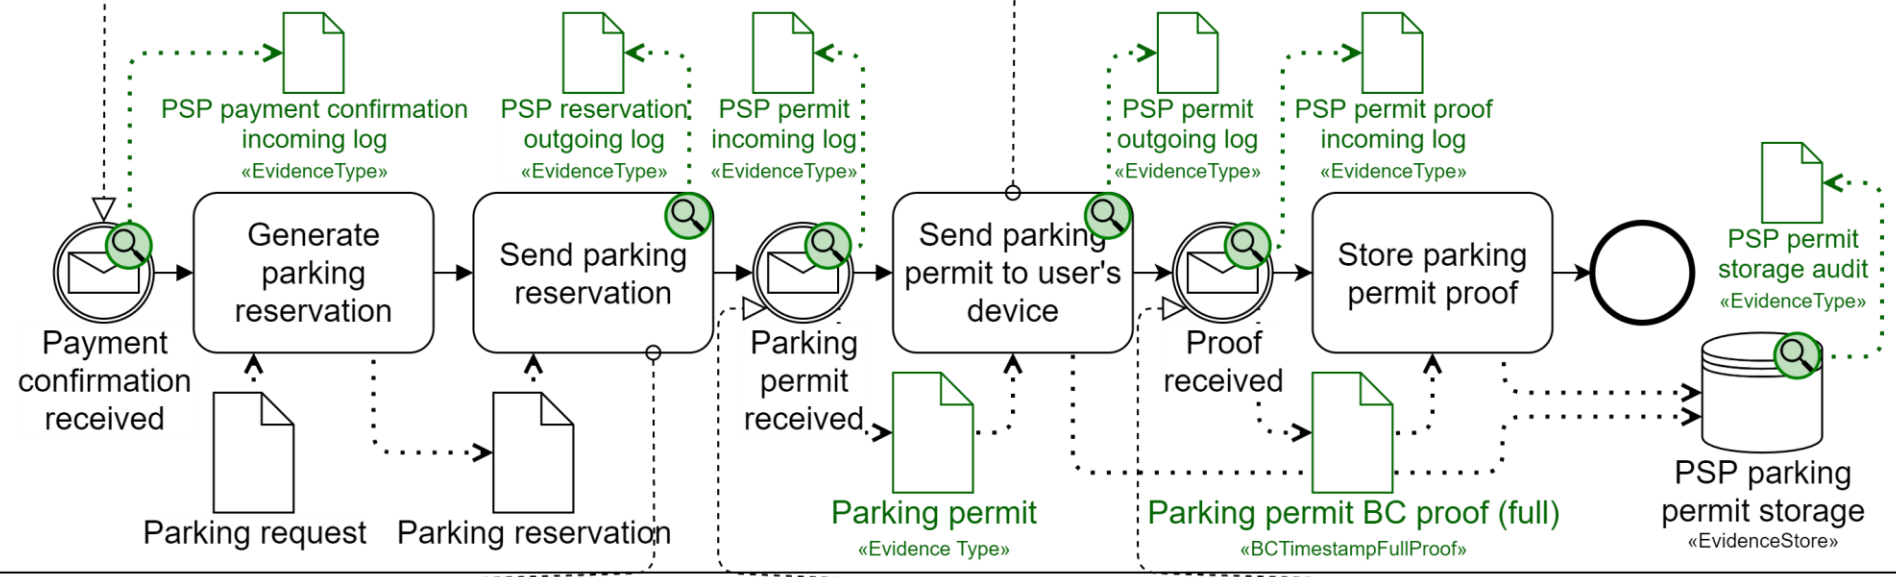 PSP payment confirmation
incoming log
«EvidenceType»
PSP reservation
outgoing log
«EvidenceType»
PSP permit
incoming log
«EvidenceType»
PSP permit
outgoing log
«EvidenceType»
PSP permit proof
incoming log
«EvidenceType»
PSP permit
storage audit
«EvidenceType»
Payment
confirmation
received
Generate
parking
reservation
Send parking
reservation
Parking
permit
received
Send parking
permit to user's
device
Proof
received
Store parking
permit proof
Parking request
Parking reservation
Parking permit
«Evidence Type»
Parking permit BC proof (full)
«BCTimestampFullProof»
PSP parking
permit storage
«EvidenceStore»